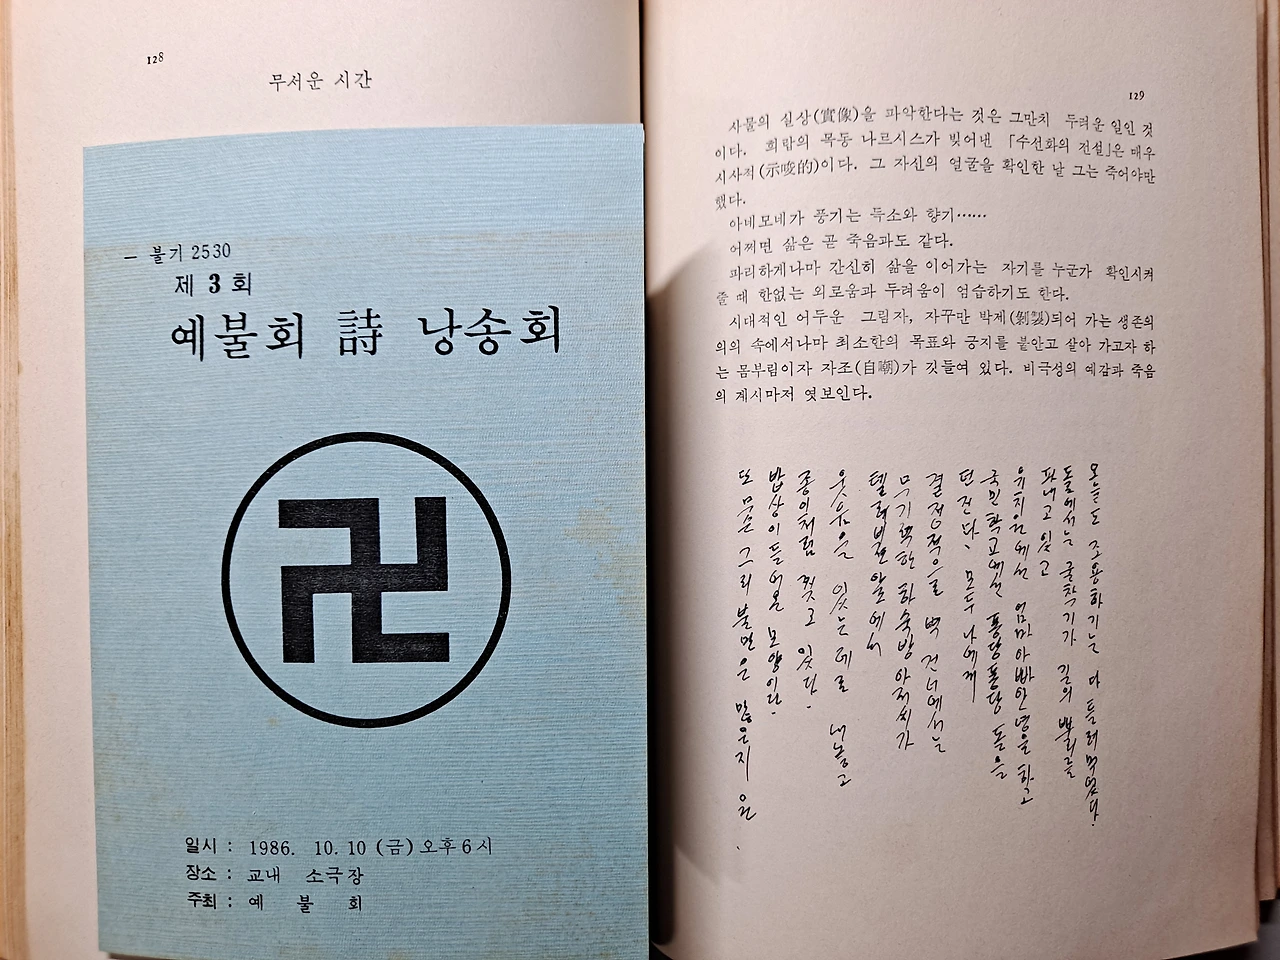 128
무서운 시간
― 불기 2530
제 3 회
예불회 詩 낭송회
卍
일시 : 1986. 10. 10 (금) 오후 6 시
장소 : 교내 소극장
주최 : 예 불 회
129
사물의 실상(實像)을 파악한다는 것은 그만치 두려운 일인 것
이다. 희랍의 목동 나르시스가 빚어낸 「수선화의 전설」은 매우
시사적(示唆的)이다. 그 자신의 얼굴을 확인한 날 그는 죽어야만
했다.
아네모네가 풍기는 독소와 향기……
어쩌면 삶은 곧 죽음과도 같다.
파리하게나마 간신히 삶을 이어가는 자기를 누군가 확인시켜
줄 때 한없는 외로움과 두려움이 엄습하기도 한다.
시대적인 어두운 그림자, 자꾸만 박제(剝製)되어 가는 생존의
의의 속에서나마 최소한의 목표와 긍지를 붙안고 살아 가고자 하
는 몸부림이자 자조(自嘲)가 깃들여 있다. 비극성의 예감과 죽음
의 계시마저 엿보인다.
오늘도 조용하기는 다 틀려먹었다.
굴착기가 길의 뿌리를
파내고 있고
유치원에선 엄마아빠안녕을 하고
국민학교에선 퐁당퐁당 돌을
던진다. 모두 나에게
결정적으로 벽 건너에서는
무기력한 하숙방 아저씨가
텔레비젼 앞에서
웃음을 있는대로 내놓고
종이처럼 찢고 있다.
밥상이 들어올 모양이다.
또 무슨 그리 불만은 많은지 원